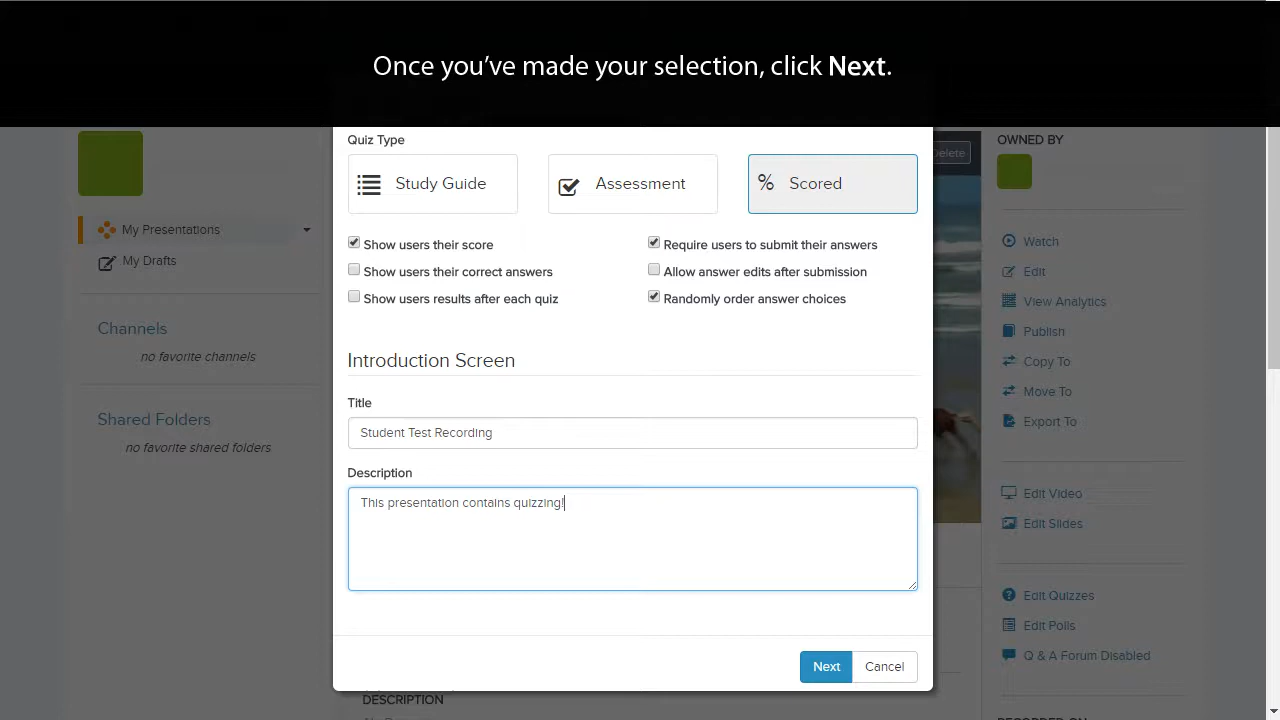 Once you've made your selection, click Next.
Quiz Type
Study Guide
Assessment
% Scored
Show users their score
Require users to submit their answers
Show users their correct answers
Allow answer edits after submission
Show users results after each quiz
Randomly order answer choices
Introduction Screen
Title
Student Test Recording
Description
This presentation contains quizzing!
Next
Cancel
My Presentations
My Drafts
Channels
no favorite channels
Shared Folders
no favorite shared folders
Delete
OWNED BY
Watch
Edit
View Analytics
Publish
Copy To
Move To
Export To
Edit Video
Edit Slides
Edit Quizzes
Edit Polls
Q & A Forum Disabled
DESCRIPTION